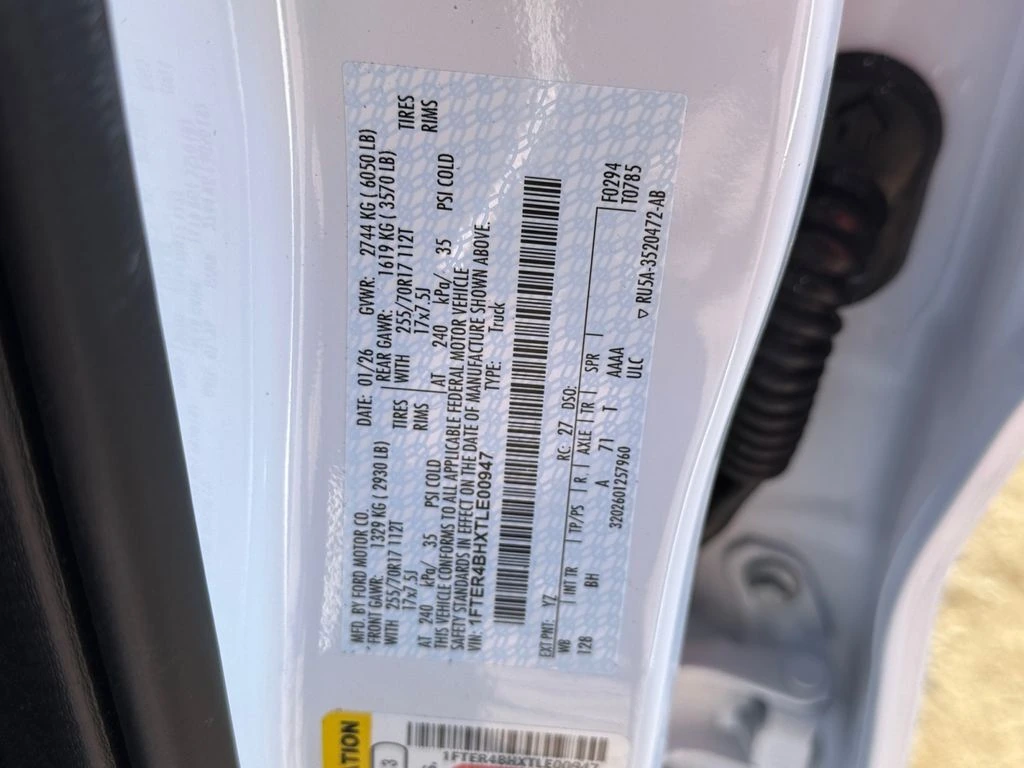 MFD. BY FORD MOTOR CO. DATE: 01/26 GVWR: 2744 KG ( 6050 LB)
FRONT GAWR: 1329 KG ( 2930 LB) REAR GAWR: 1619 KG ( 3570 LB)
WITH 255/70R17 112T TIRES WITH 255/70R17 112T TIRES
17x7.5J RIMS 17x7.5J RIMS
AT 240 kPa/ 35 PSI COLD AT 240 kPa/ 35 PSI COLD
THIS VEHICLE CONFORMS TO ALL APPLICABLE FEDERAL MOTOR VEHICLE
SAFETY STANDARDS IN EFFECT ON THE DATE OF MANUFACTURE SHOWN ABOVE.
VIN: 1FTER4BHXTLE00947 TYPE: Truck
EXT PNT: YZ RC: 27 DSO: F0294
WB INT TR TP/PS R. AXLE TR SPR T0785
128 BH A 71 T AAAA
3202601257960 ULC
RU5A-3520472-AB
ATION
3
1FTER4BHXTLE00947